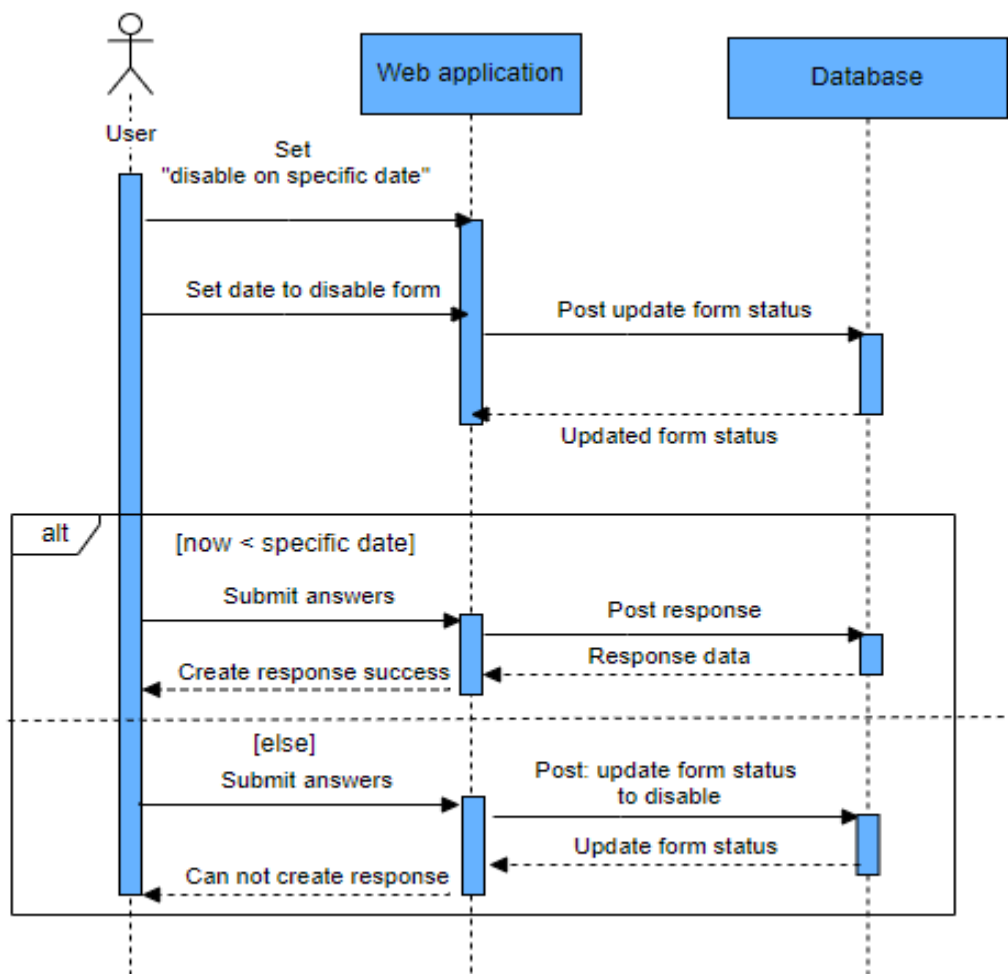 Web application
Database
User
Set
"disable on specific date"
Set date to disable form
Post update form status
Updated form status
alt
[now < specific date]
Submit answers
Post response
Response data
Create response success
[else]
Submit answers
Post: update form status
to disable
Update form status
Can not create response